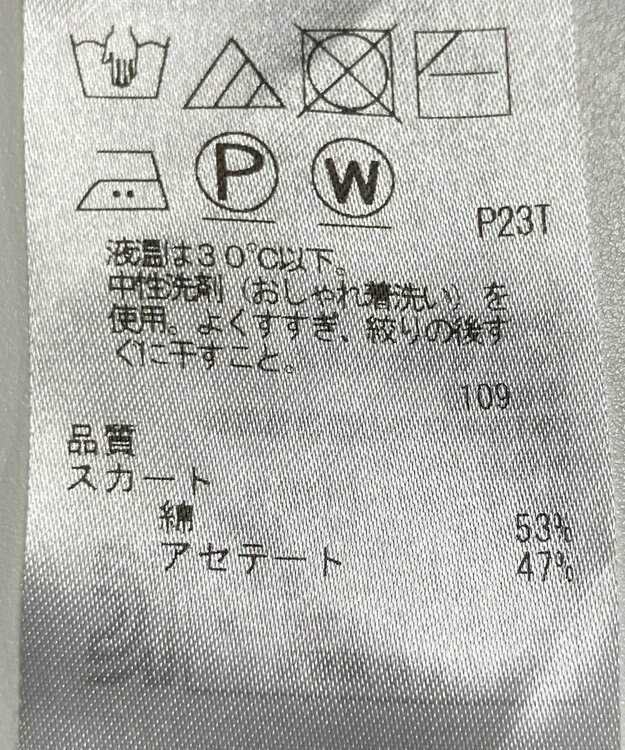 P
W
P23T
液温は30℃以下。
中性洗剤（おしゃれ着洗い）を
使用。よくすすぎ、絞りの後す
ぐに干すこと。
109
品質
スカート
綿 53%
アセテート 47%